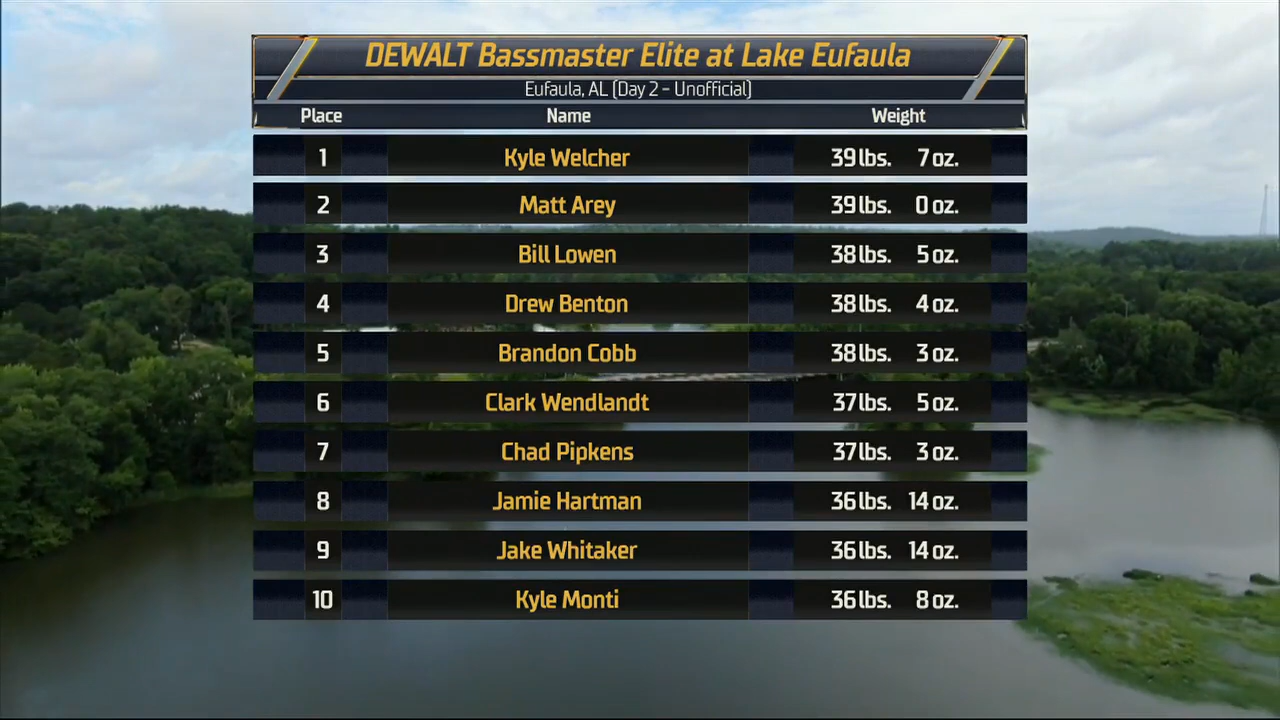 DEWALT Bassmaster Elite at Lake Eufaula
Eufaula, AL (Day 2 - Unofficial)
Place Name Weight
1 Kyle Welcher 39 lbs. 7 oz.
2 Matt Arey 39 lbs. 0 oz.
3 Bill Lowen 38 lbs. 5 oz.
4 Drew Benton 38 lbs. 4 oz.
5 Brandon Cobb 38 lbs. 3 oz.
6 Clark Wendlandt 37 lbs. 5 oz.
7 Chad Pipkens 37 lbs. 3 oz.
8 Jamie Hartman 36 lbs. 14 oz.
9 Jake Whitaker 36 lbs. 14 oz.
10 Kyle Monti 36 lbs. 8 oz.